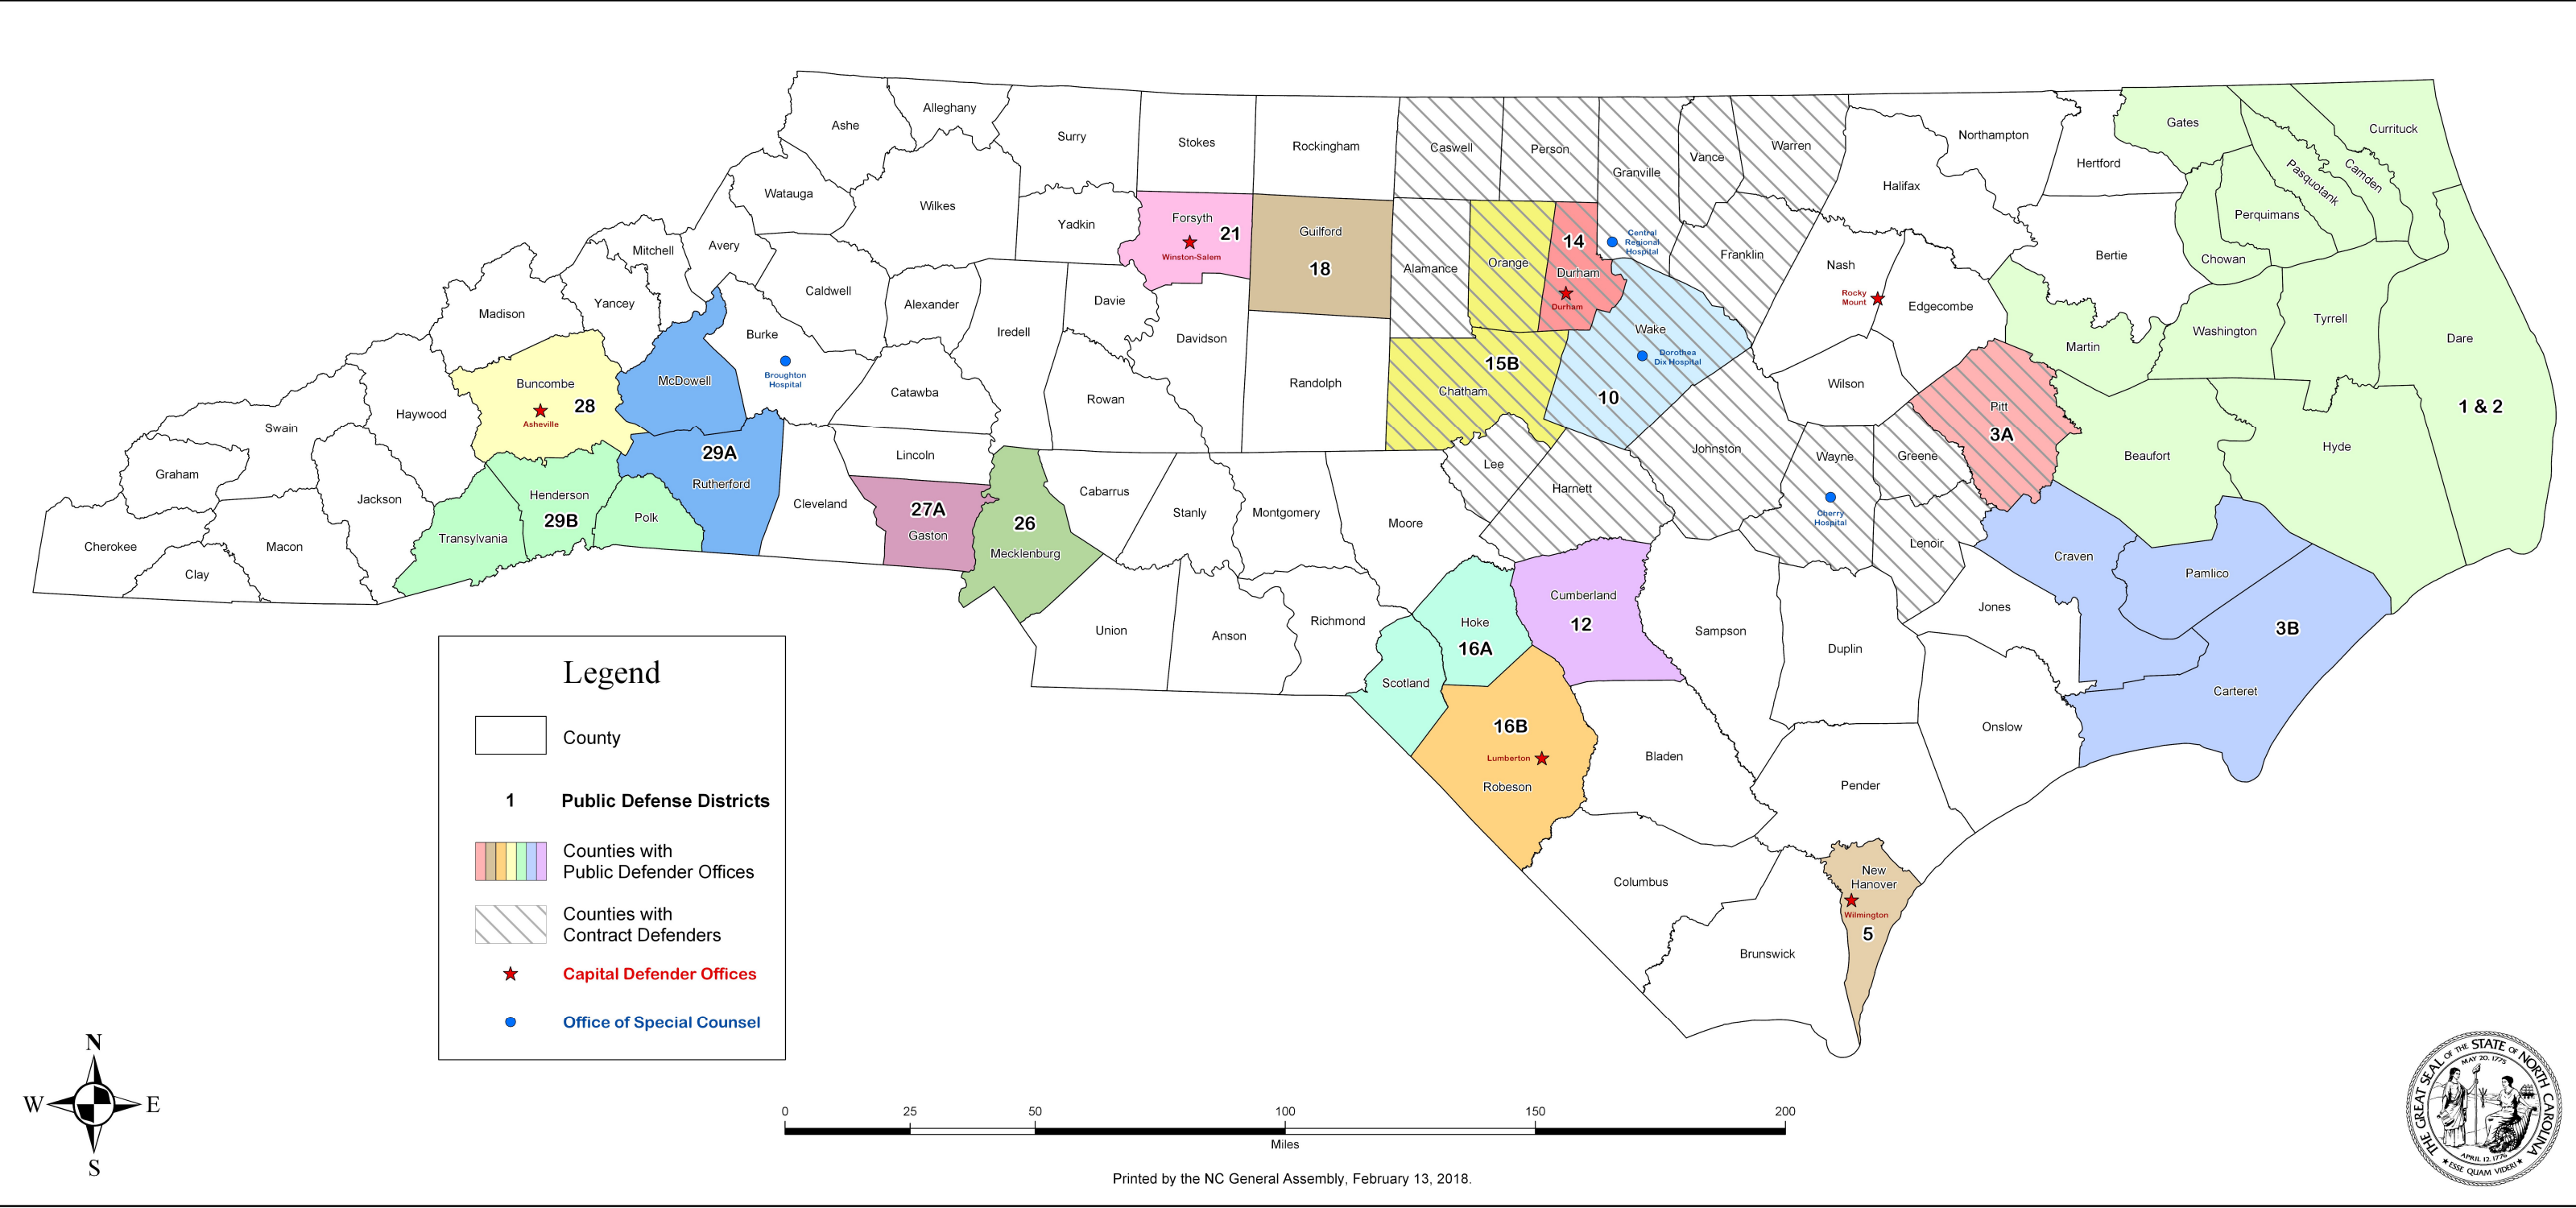 Alleghany
Ashe
Surry
Stokes
Rockingham
Caswell
Person
Granville
Vance
Warren
Northampton
Hertford
Gates
Currituck
Camden
Pasquotank
Perquimans
Chowan
Halifax
Bertie
Watauga
Wilkes
Yadkin
Forsyth
21
Winston-Salem
Guilford
18
Alamance
Orange
14
Durham
Durham
Central
Regional
Hospital
Franklin
Nash
Rocky
Mount
Edgecombe
Martin
Washington
Tyrrell
Dare
1 & 2
Mitchell
Avery
Yancey
Madison
Caldwell
Alexander
Iredell
Davie
Davidson
Randolph
Burke
Broughton
Hospital
McDowell
Buncombe
28
Asheville
Haywood
Swain
Graham
Cherokee
Clay
Macon
Jackson
Transylvania
Henderson
29B
Polk
29A
Rutherford
Cleveland
Catawba
Lincoln
27A
Gaston
26
Mecklenburg
Rowan
Cabarrus
Stanly
Montgomery
Moore
15B
Chatham
Wake
Dorothea
Dix Hospital
10
Lee
Harnett
Johnston
Wilson
Wayne
Cherry
Hospital
Greene
Pitt
3A
Lenoir
Beaufort
Hyde
Craven
Pamlico
3B
Carteret
Jones
Onslow
Union
Anson
Richmond
Scotland
Hoke
16A
Cumberland
12
Sampson
Duplin
16B
Lumberton
Robeson
Bladen
Pender
Columbus
Brunswick
New
Hanover
Wilmington
5
Legend
County
1 Public Defense Districts
Counties with
Public Defender Offices
Counties with
Contract Defenders
Capital Defender Offices
Office of Special Counsel
N
W E
S
0 25 50 100 150 200
Miles
Printed by the NC General Assembly, February 13, 2018.
THE GREAT SEAL OF THE STATE OF NORTH CAROLINA
MAY 20, 1775
APRIL 12, 1776
ESSE QUAM VIDERI